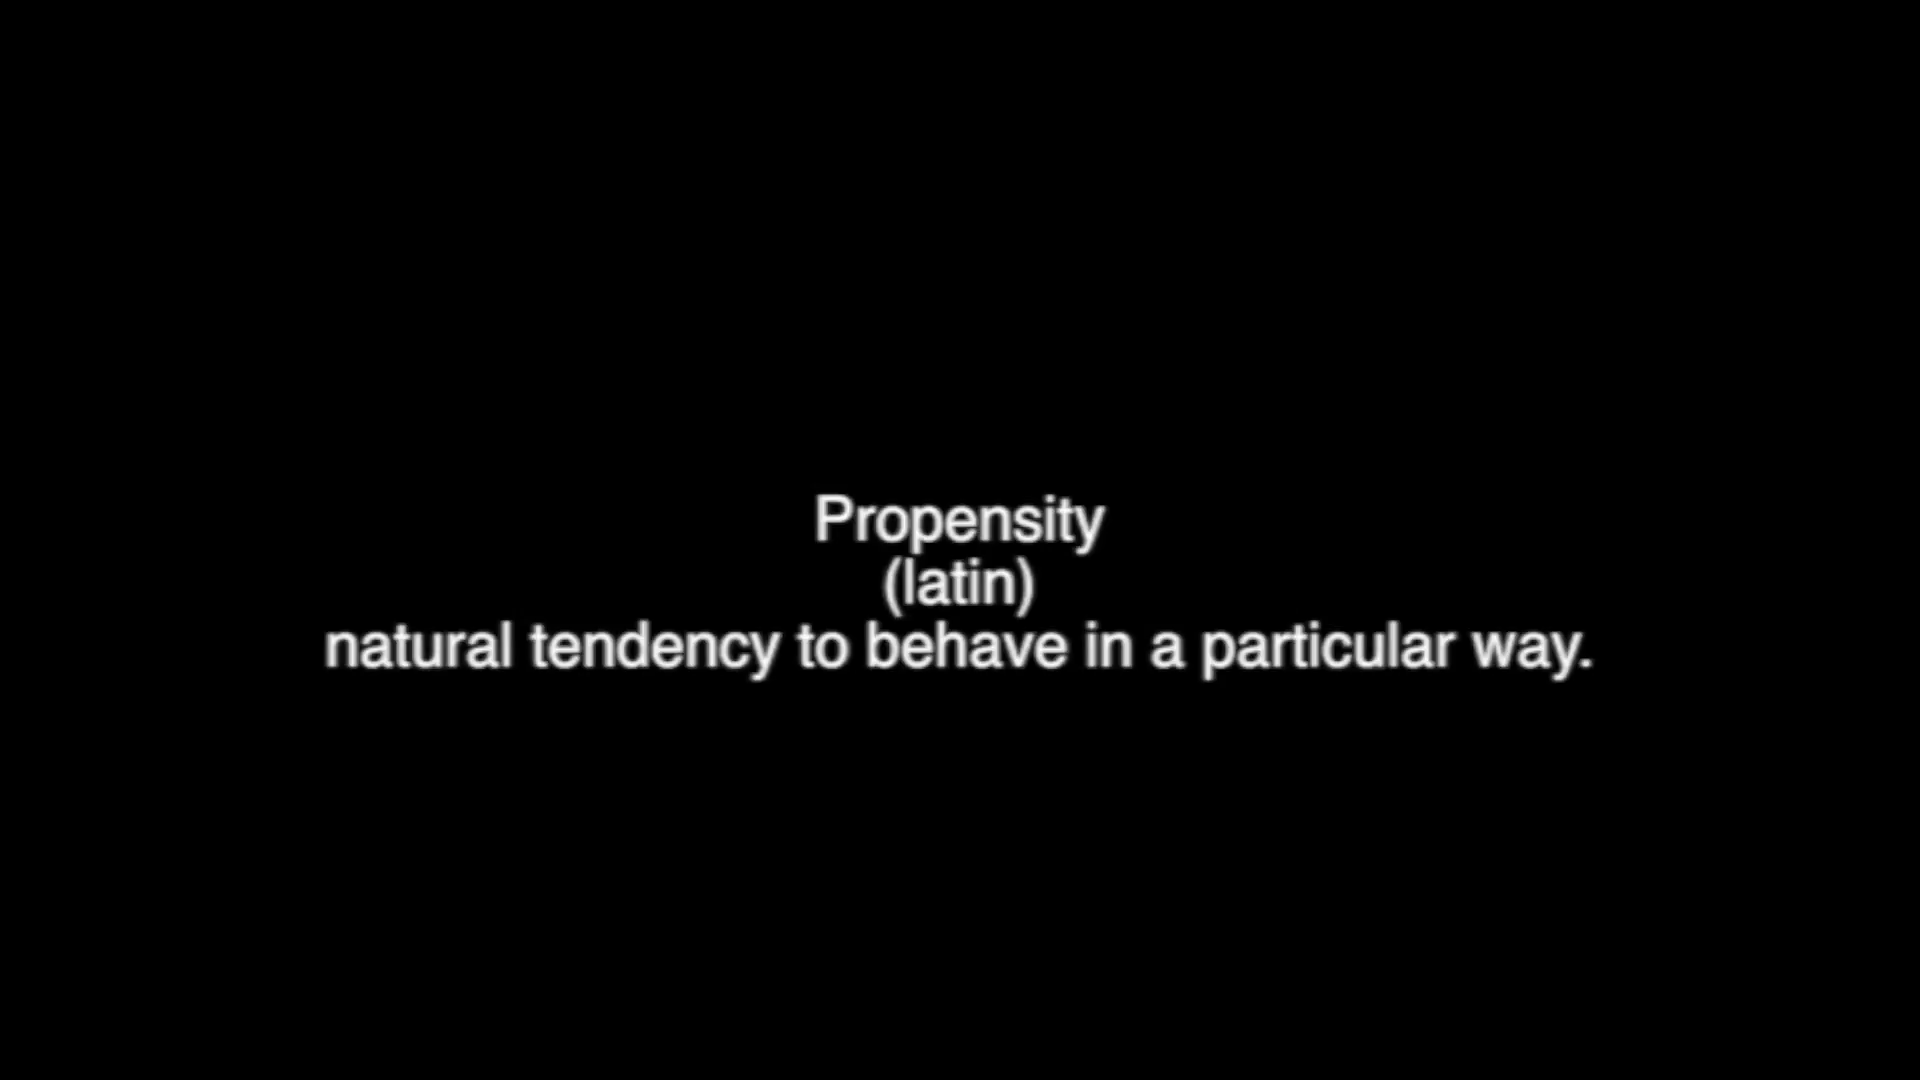 Propensity
(latin)
natural tendency to behave in a particular way.